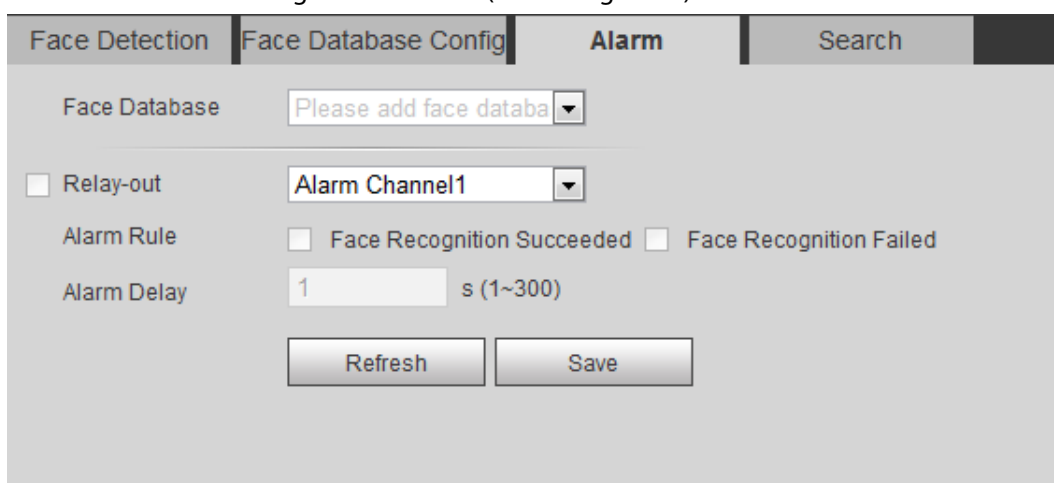 Face Detection Face Database Config Alarm Search
Face Database Please add face databa
Relay-out Alarm Channel1
Alarm Rule Face Recognition Succeeded Face Recognition Failed
Alarm Delay 1 s (1~300)
Refresh Save